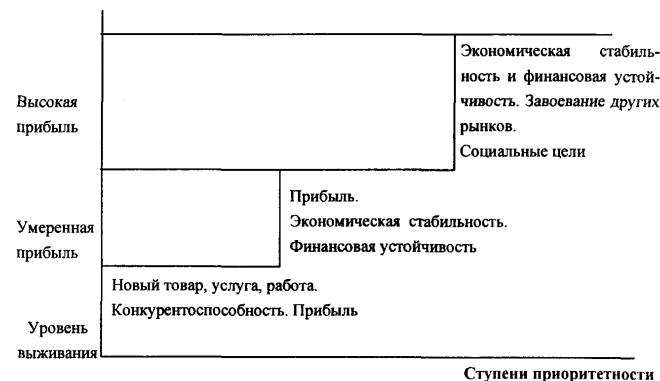 Экономическая стабиль-
ность и финансовая устой-
чивость. Завоевание других
рынков.
Социальные цели
Высокая
прибыль
Прибыль.
Экономическая стабильность.
Финансовая устойчивость
Умеренная
прибыль
Новый товар, услуга, работа.
Конкурентоспособность. Прибыль
Уровень
выживания
Ступени приоритетности